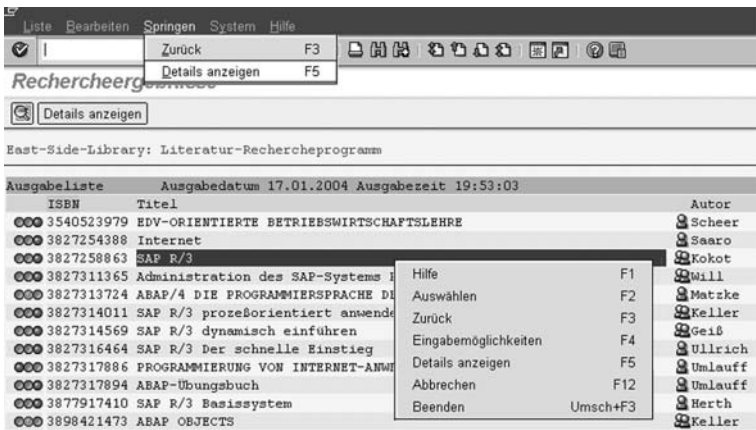 Liste Bearbeiten Springen System Hilfe
Zurück F3
Details anzeigen F5
Rechercheerg
Details anzeigen
East-Side-Library: Literatur-Rechercheprogramm
Ausgabeliste Ausgabedatum 17.01.2004 Ausgabezeit 19:53:03
ISBN Titel Autor
3540523979 EDV-ORIENTIERTE BETRIEBSWIRTSCHAFTSLEHRE Scheer
3827254388 Internet Saaro
3827258863 SAP R/3 Kokot
3827311365 Administration des SAP-Systems Will
3827313724 ABAP/4 DIE PROGRAMMIERSPRACHE Matzke
3827314011 SAP R/3 prozeßorientiert anwende Keller
3827314569 SAP R/3 dynamisch einführen Geiß
3827316464 SAP R/3 Der schnelle Einstieg Ullrich
3827317886 PROGRAMMIERUNG VON INTERNET-ANW Umlauff
3827317894 ABAP-Übungsbuch Umlauff
3877917410 SAP R/3 Basissystem Herth
3898421473 ABAP OBJECTS Keller
Hilfe F1
Auswählen F2
Zurück F3
Eingabemöglichkeiten F4
Details anzeigen F5
Abbrechen F12
Beenden Umsch+F3